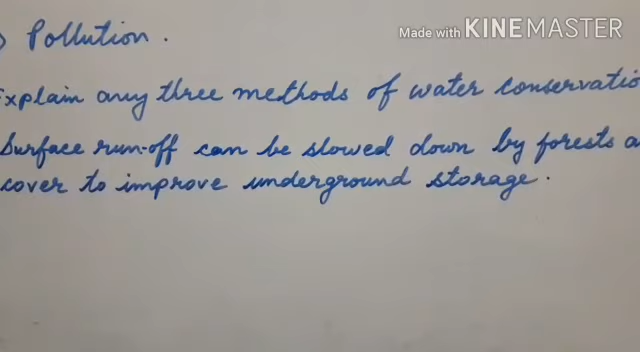 Made with KINEMASTER
Pollution.
Explain any three methods of water conservatio
Surface run-off can be slowed down by forests a
cover to improve underground storage.